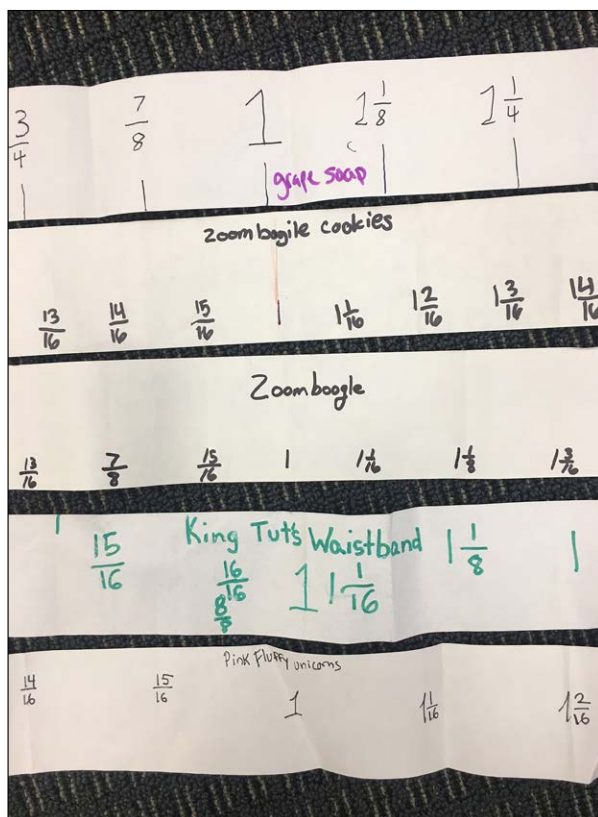 3/4 7/8 1 1 1/8 1 1/4
grape soap
zoombogile cookies
13/16 14/16 15/16 1 1 1/16 1 2/16 1 3/16 14/16
Zoomboogle
13/16 7/8 15/16 1 1 1/16 1 1/8 1 3/16
King Tut's Waistband
15/16 16/16 8/8 1 1 1/16 1 1/8 1
Pink Fluffy unicorns
14/16 15/16 1 1 1/16 1 2/16